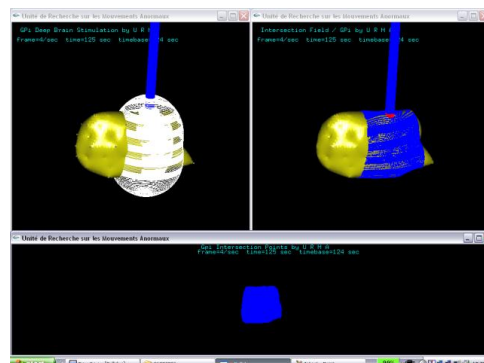 Unité de Recherche sur les Mouvements Anormaux
GPi Deep Brain Stimulation by U R M A
frame=4/sec time=125 sec timebase=124 sec
Unité de Recherche sur les Mouvements Anormaux
Intersection Field / GPi by U R M A
frame=4/sec time=125 sec timebase=124 sec
Unité de Recherche sur les Mouvements Anormaux
Gpi Intersection Points by U R M A
frame=4/sec time=125 sec timebase=124 sec